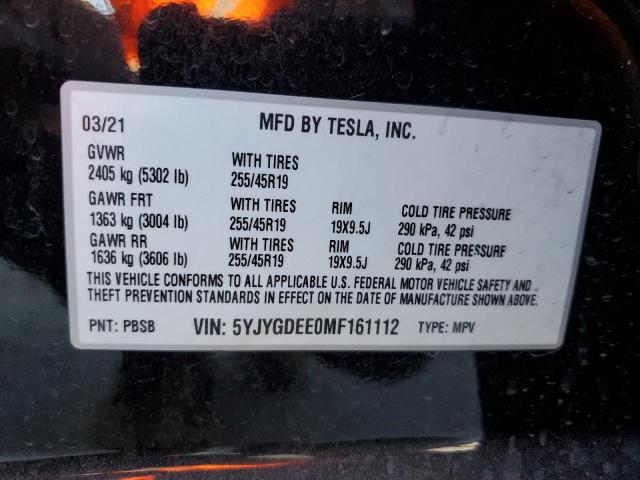 03/21 MFD BY TESLA, INC.
GVWR WITH TIRES
2405 kg (5302 lb) 255/45R19
GAWR FRT WITH TIRES RIM COLD TIRE PRESSURE
1363 kg (3004 lb) 255/45R19 19X9.5J 290 kPa, 42 psi
GAWR RR WITH TIRES RIM COLD TIRE PRESSURE
1636 kg (3606 lb) 255/45R19 19X9.5J 290 kPa, 42 psi
THIS VEHICLE CONFORMS TO ALL APPLICABLE U.S. FEDERAL MOTOR VEHICLE SAFETY AND
THEFT PREVENTION STANDARDS IN EFFECT ON THE DATE OF MANUFACTURE SHOWN ABOVE.
PNT: PBSB VIN: 5YJYGDEE0MF161112 TYPE: MPV